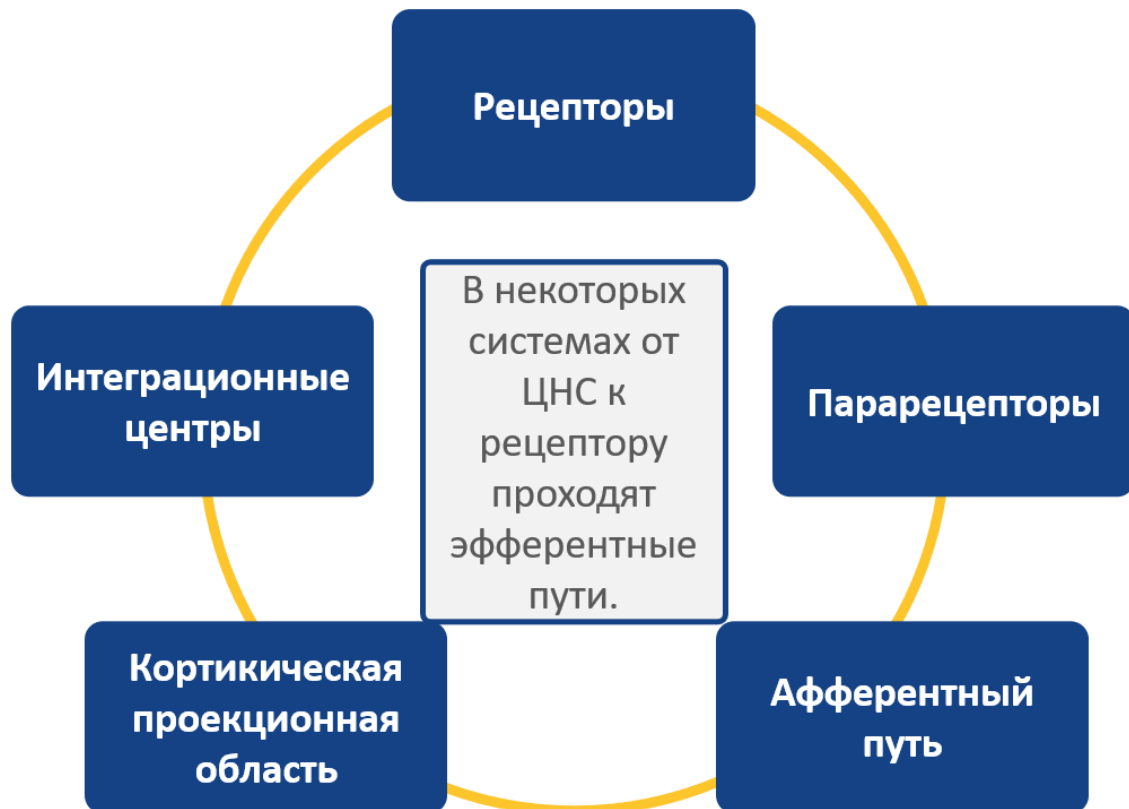 Рецепторы
В некоторых
системах от
ЦНС к
рецептору
проходят
эфферентные
пути.
Интеграционные
центры
Парарецепторы
Кортикическая
проекционная
область
Афферентный
путь